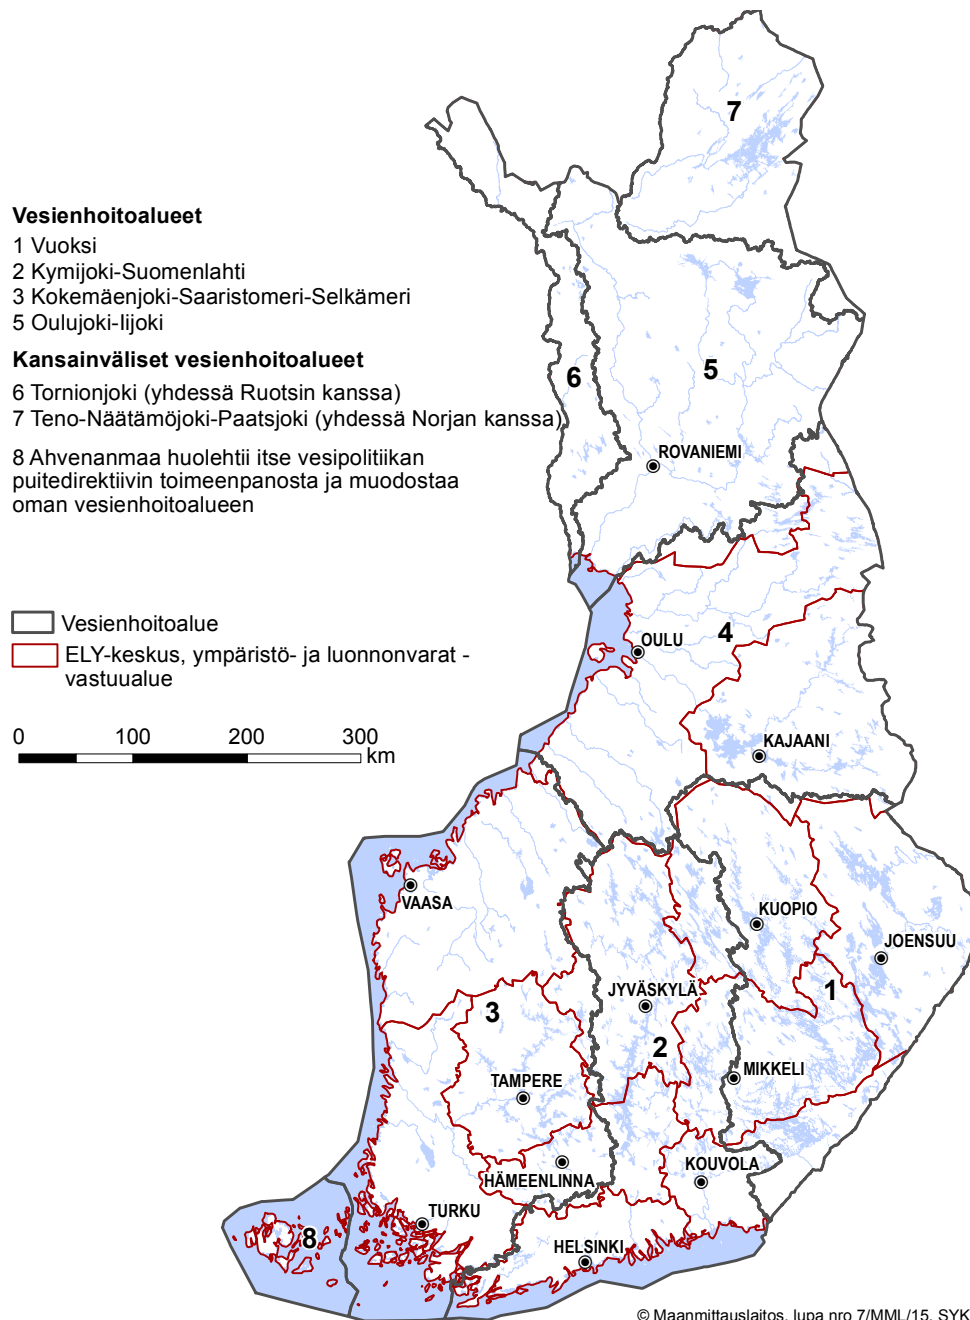 Vesienhoitoalueet
1 Vuoksi
2 Kymijoki-Suomenlahti
3 Kokemäenjoki-Saaristomeri-Selkämeri
5 Oulujoki-Iijoki
Kansainväliset vesienhoitoalueet
6 Tornionjoki (yhdessä Ruotsin kanssa)
7 Teno-Näätämöjoki-Paatsjoki (yhdessä Norjan kanssa)
8 Ahvenanmaa huolehtii itse vesipolitiikan
puitedirektiivin toimeenpanosta ja muodostaa
oman vesienhoitoalueen
Vesienhoitoalue
ELY-keskus, ympäristö- ja luonnonvarat -
vastuualue
0 100 200 300
km
7
6
5
ROVANIEMI
4
OULU
KAJAANI
VAASA
KUOPIO
JOENSUU
JYVÄSKYLÄ
1
3
2
MIKKELI
TAMPERE
KOUVOLA
HÄMEENLINNA
TURKU
8
HELSINKI
© Maanmittauslaitos, lupa nro 7/MML/15, SYK